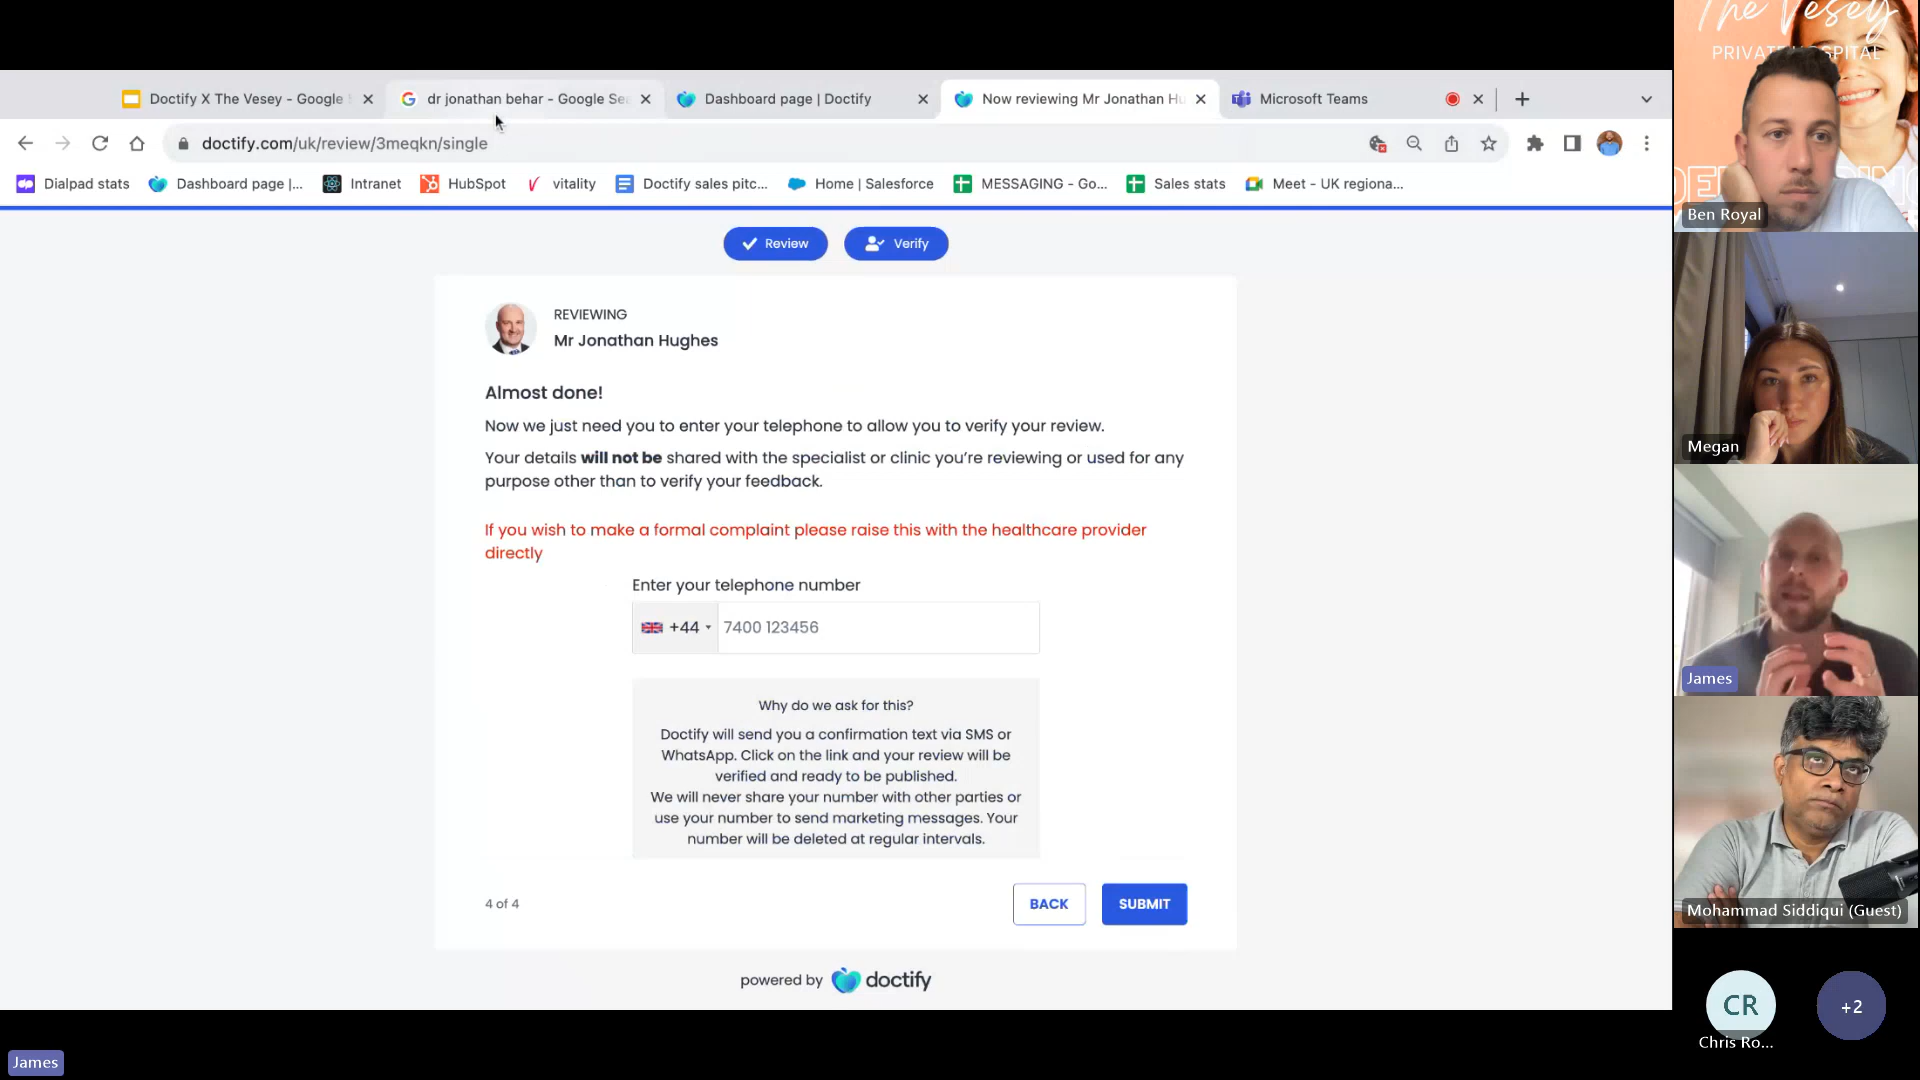 The Vesey
PRIVATE HOSPITAL
Doctify X The Vesey - Google S
dr jonathan behar - Google Sea
Dashboard page | Doctify
Now reviewing Mr Jonathan Hu
Microsoft Teams
doctify.com/uk/review/3meqkn/single
Dialpad stats
Dashboard page |...
Intranet
HubSpot
vitality
Doctify sales pitc...
Home | Salesforce
MESSAGING - Go...
Sales stats
Meet - UK regiona...
Ben Royal
Review
Verify
REVIEWING
Mr Jonathan Hughes
Almost done!
Now we just need you to enter your telephone to allow you to verify your review.
Your details will not be shared with the specialist or clinic you’re reviewing or used for any
purpose other than to verify your feedback.
If you wish to make a formal complaint please raise this with the healthcare provider
directly
Enter your telephone number
+44
7400 123456
Why do we ask for this?
Doctify will send you a confirmation text via SMS or
WhatsApp. Click on the link and your review will be
verified and ready to be published.
We will never share your number with other parties or
use your number to send marketing messages. Your
number will be deleted at regular intervals.
4 of 4
BACK
SUBMIT
powered by doctify
Megan
James
Mohammad Siddiqui (Guest)
CR
Chris Ro...
+2
James